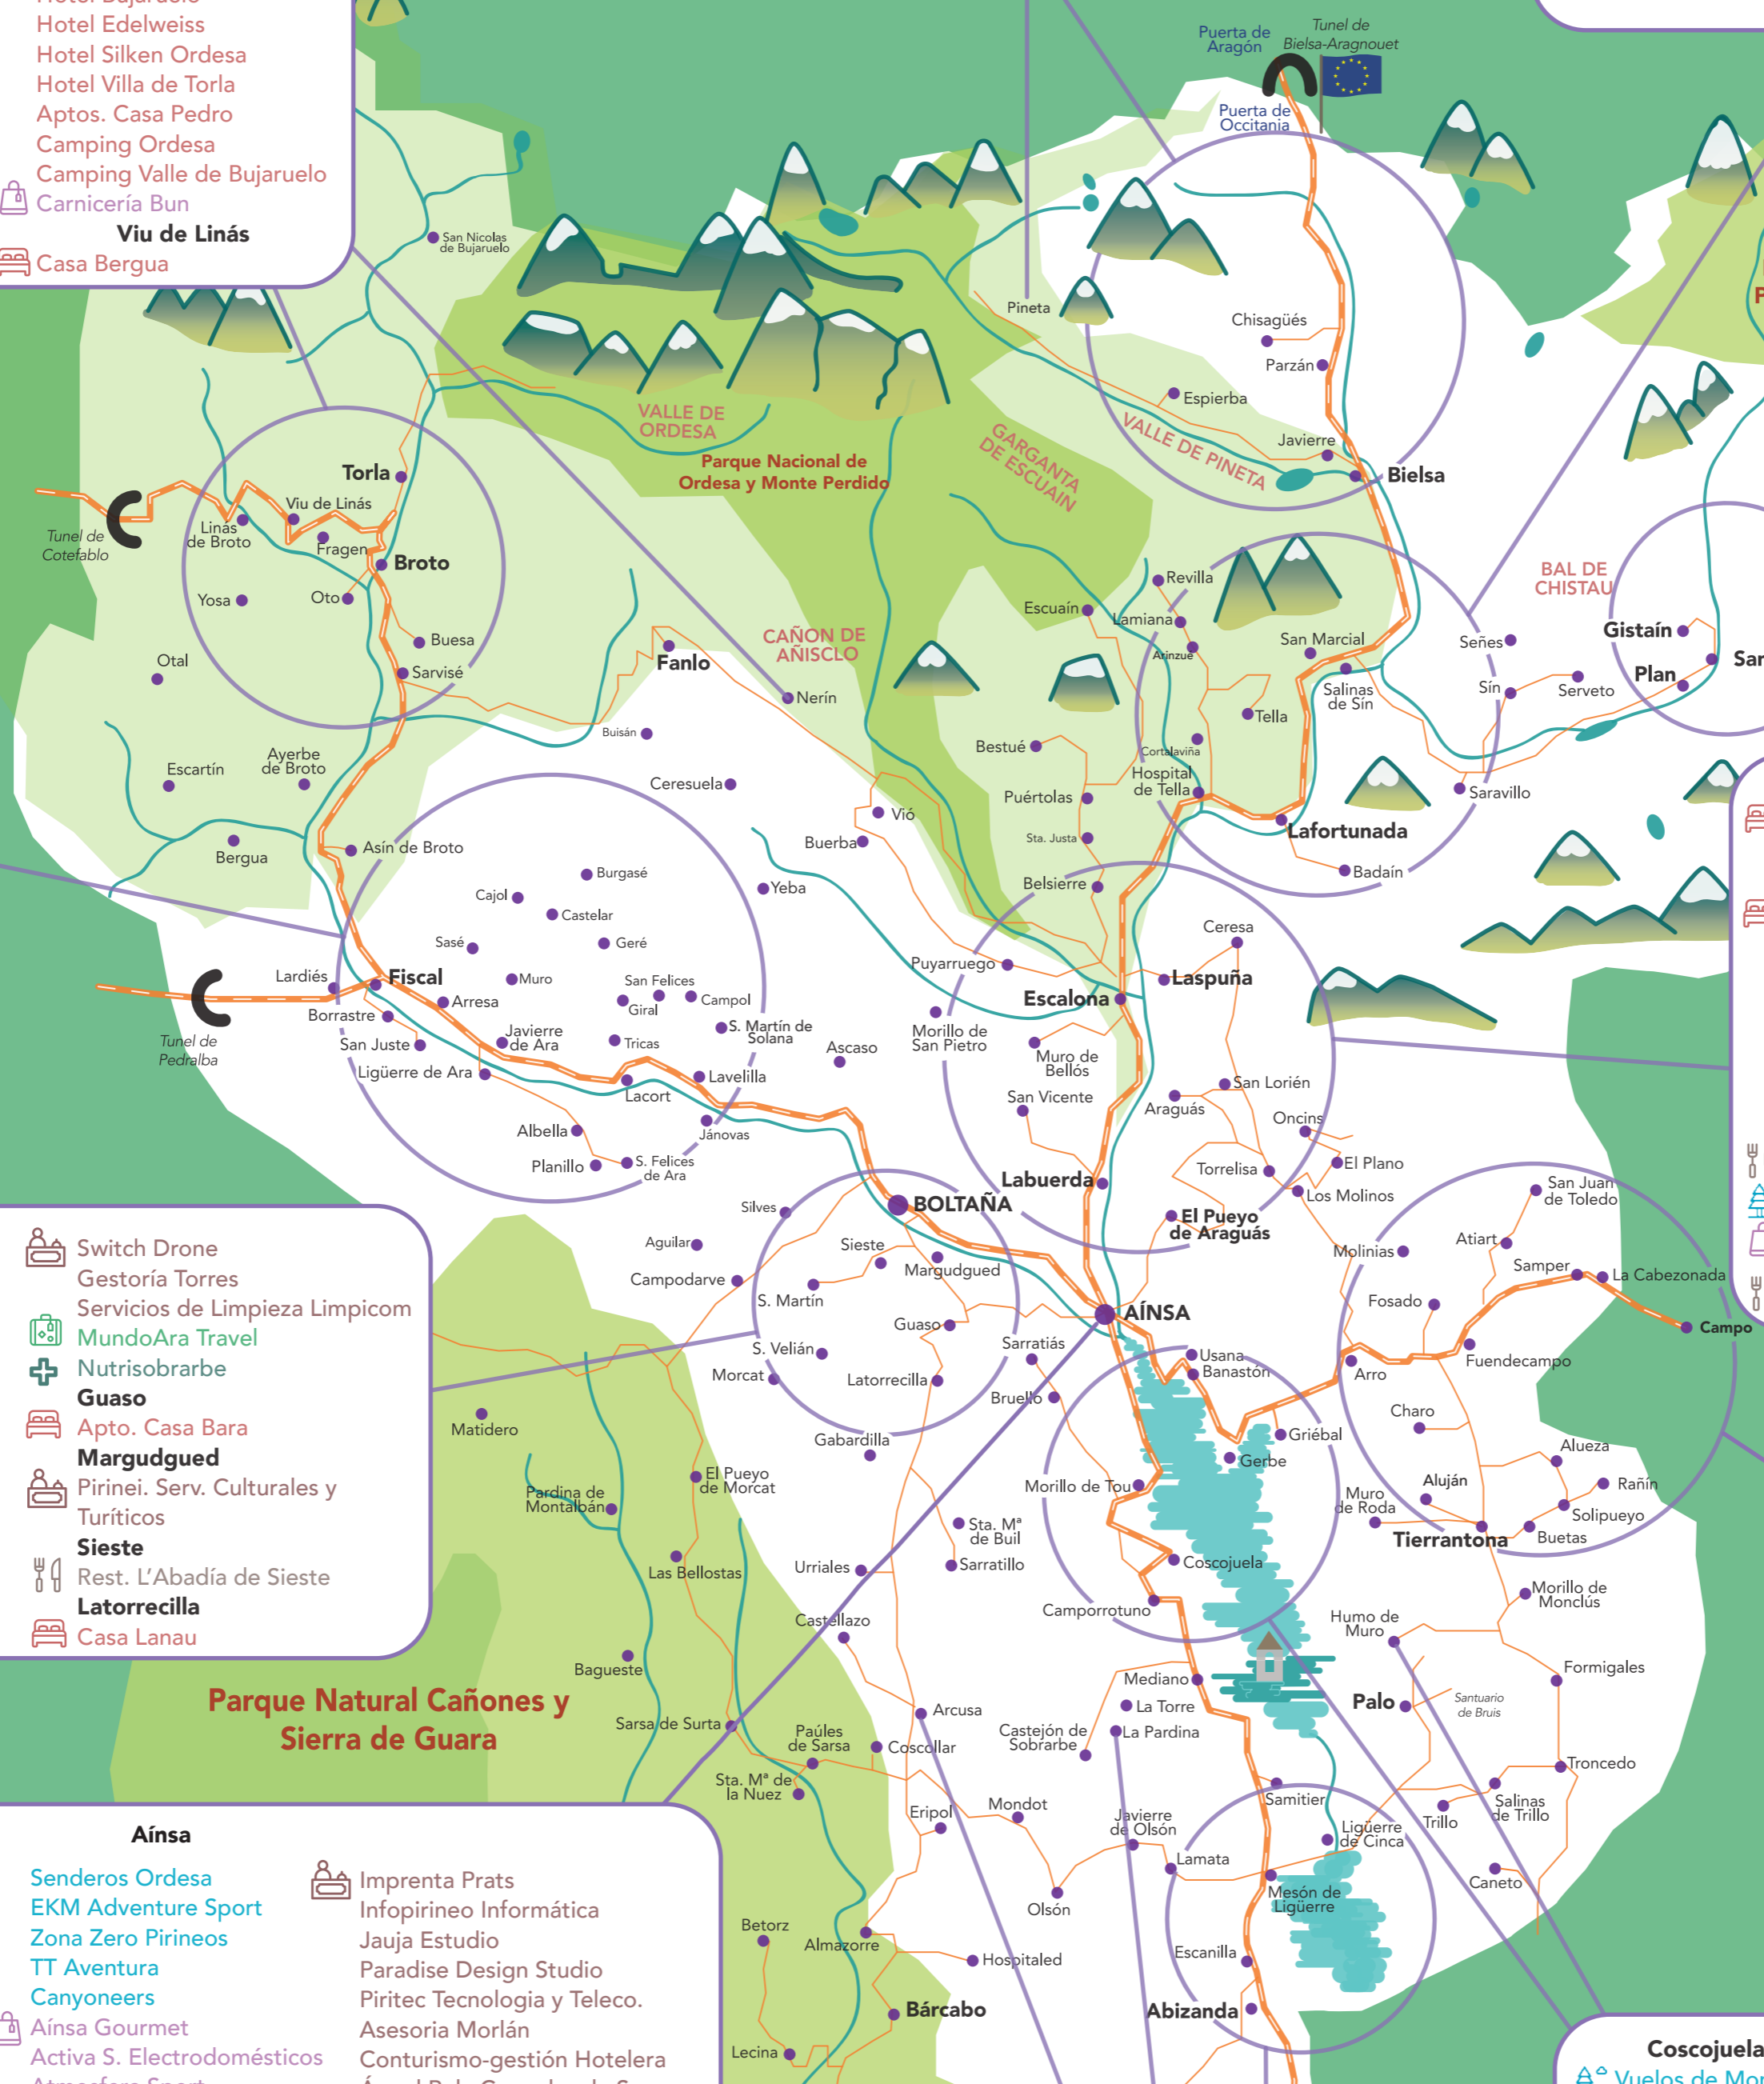 Hotel Bujaruelo
Hotel Edelweiss
Hotel Silken Ordesa
Hotel Villa de Torla
Aptos. Casa Pedro
Camping Ordesa
Camping Valle de Bujaruelo
Carnicería Bun
Viu de Linás
Casa Bergua
Puerta de
Aragón
Tunel de
Bielsa-Aragnouet
Puerta de
Occitania
San Nicolas
de Bujaruelo
Pineta
Chisagüés
Parzán
Espierba
Javierre
Bielsa
VALLE DE
ORDESA
Parque Nacional de
Ordesa y Monte Perdido
GARGANTA
DE ESCUAIN
VALLE DE PINETA
Torla
Viu de Linás
Linás
de Broto
Fragen
Tunel de
Cotefablo
Broto
Yosa
Oto
Buesa
Otal
Sarvisé
Fanlo
CAÑON DE
AÑISCLO
Nerín
Revilla
Escuaín
Lamiana
Arinzué
San Marcial
Salinas
de Sin
BAL DE
CHISTAU
Gistaín
Señes
Plan
San
Sín
Serveto
Tella
Buisán
Bestué
Cortalaviña
Hospital
de Tella
Escartín
Ayerbe
de Broto
Ceresuela
Puértolas
Saravillo
Vió
Buerba
Sta. Justa
Lafortunada
Bergua
Asín de Broto
Badaín
Burgasé
Cajol
Yeba
Belsierre
Castelar
Ceresa
Sasé
Geré
Puyarruego
Laspuña
Lardiés
Fiscal
Muro
San Felices
Giral
Campol
Escalona
Arresa
Borrastre
San Juste
Javierre
de Ara
Tricas
S. Martín de
Solana
Ascaso
Morillo de
San Pietro
Muro de
Bellós
Tunel de
Pedralba
Ligüerre de Ara
Lavelilla
Lacort
San Vicente
San Lorién
Araguás
Oncins
Albella
Jánovas
Planillo
S. Felices
de Ara
Torrelisa
El Plano
Labuerda
Los Molinos
San Juan
de Toledo
BOLTAÑA
Silves
El Pueyo
de Araguás
Aguilar
Sieste
Margudgued
Molinias
Atiart
Samper
La Cabezonada
Campodarve
S. Martín
AÍNSA
Fosado
Campo
Guaso
Sarratiás
Usana
Banastón
Fuendecampo
Arro
S. Velián
Morcat
Latorrecilla
Bruello
Charo
Matidero
Gabardilla
Griébal
Gerbe
Alueza
El Pueyo
de Morcat
Morillo de Tou
Muro
de Roda
Aluján
Rañín
Solipueyo
Buetas
Tierrantona
Pardina de
Montalbán
Sta. Mª
de Buil
Sarratillo
Coscojuela
Las Bellostas
Urriales
Morillo de
Monclús
Camporrotuno
Humo de
Muro
Castellazo
Formigales
Bagueste
Mediano
Palo
Santuario
de Bruis
La Torre
La Pardina
Arcusa
Castejón de
Sobrarbe
Sarsa de Surta
Paúles
de Sarsa
Coscollar
Troncedo
Sta. Mª de
la Nuez
Samitier
Salinas
de Trillo
Trillo
Eripol
Mondot
Javierre
de Olsón
Ligüerre
de Cinca
Lamata
Caneto
Olsón
Mesón de
Ligüerre
Betorz
Almazorre
Hospitaled
Escanilla
Bárcabo
Abizanda
Lecina
Switch Drone
Gestoría Torres
Servicios de Limpieza Limpicom
MundoAra Travel
Nutrisobrarbe
Guaso
Apto. Casa Bara
Margudgued
Pirinei. Serv. Culturales y
Turíticos
Sieste
Rest. L'Abadía de Sieste
Latorrecilla
Casa Lanau
Parque Natural Cañones y
Sierra de Guara
Aínsa
Senderos Ordesa
EKM Adventure Sport
Zona Zero Pirineos
TT Aventura
Canyoneers
Aínsa Gourmet
Activa S. Electrodomésticos
Imprenta Prats
Infopirineo Informática
Jauja Estudio
Paradise Design Studio
Piritec Tecnologia y Teleco.
Asesoria Morlán
Conturismo-gestión Hotelera
Coscojuela
Vuelos de Mon